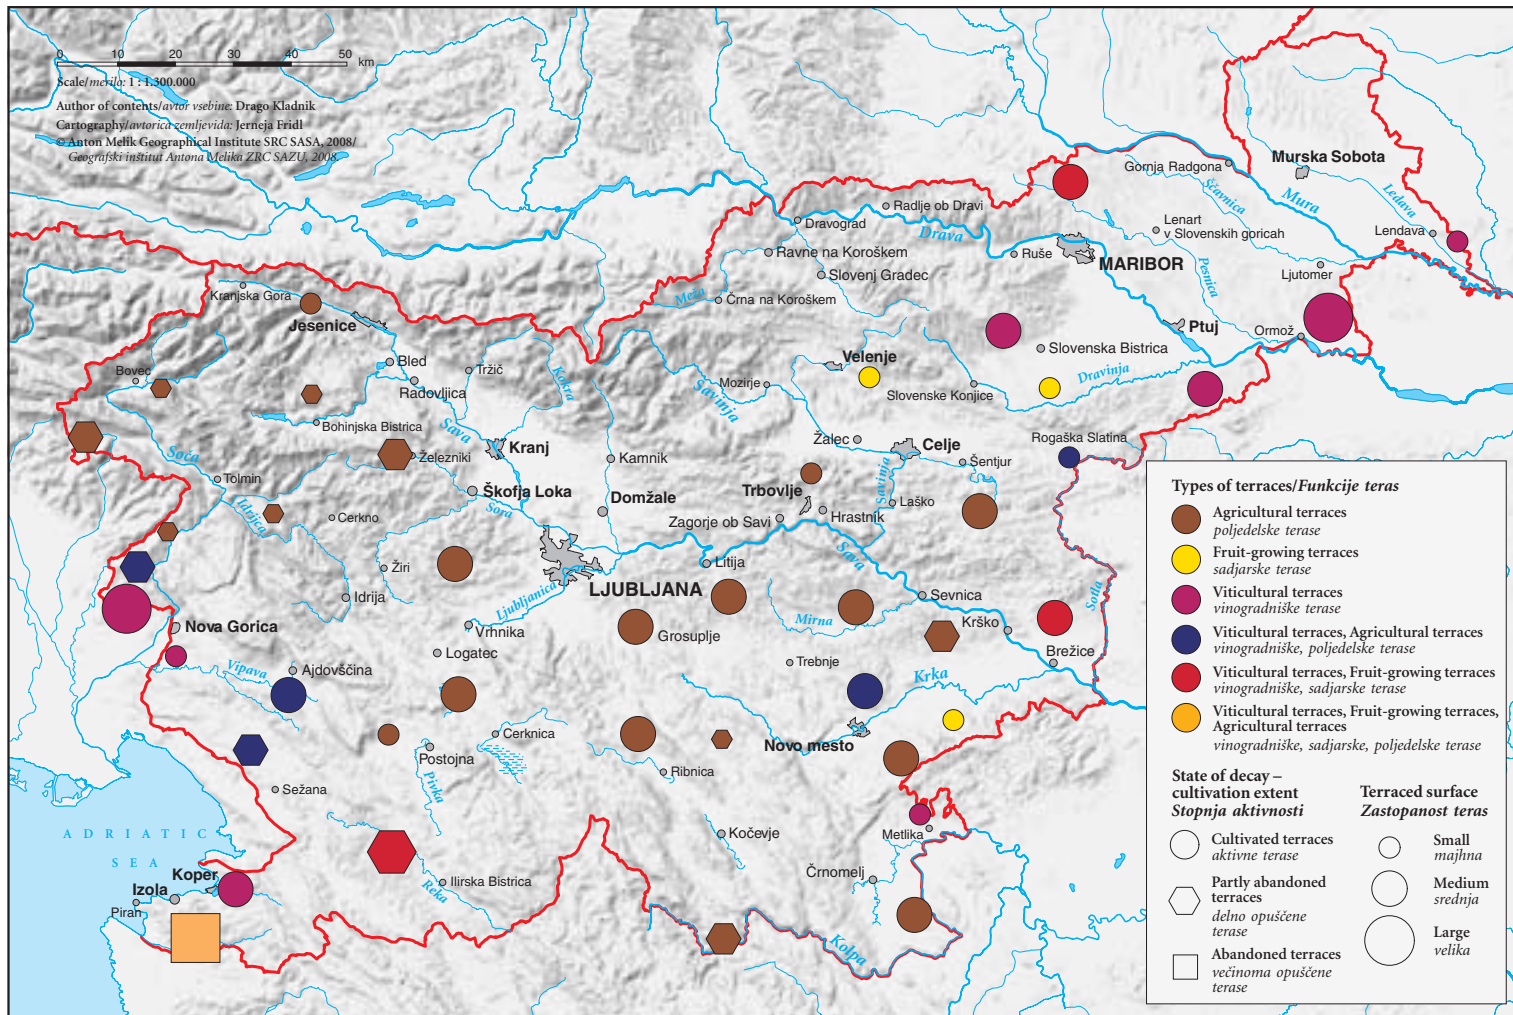 0 10 20 30 40 50 km
Scale/merilo: 1 : 1.300.000
Author of contents/avtor vsebine: Drago Kladnik
Cartography/avtorica zemljevida: Jerneja Fridl
© Anton Melik Geographical Institute SRC SASA, 2008/
Geografski inštitut Antona Melika ZRC SAZU, 2008
Murska Sobota
Gornja Radgona
Ščavnica
Mura
Ledava
Radlje ob Dravi
Dravograd
Drava
Lenart
v Slovenskih goricah
Lendava
Ravne na Koroškem
Ruše
MARIBOR
Pesnica
Ljutomer
Slovenj Gradec
Kranjska Gora
Meža
Črna na Koroškem
Jesenice
Ptuj
Ormož
Velenje
Slovenska Bistrica
Bled
Bovec
Tržič
Kokra
Mozirje
Savinja
Dravinja
Radovljica
Slovenske Konjice
Bohinjska Bistrica
Sava
Žalec
Celje
Rogaška Slatina
Kranj
Soča
Železniki
Kamnik
Šentjur
Tolmin
Savinja
Škofja Loka
Domžale
Trbovlje
Laško
Idrijca
Cerkno
Sora
Zagorje ob Savi
Hrastnik
Sava
Žiri
Litija
LJUBLJANA
Idrija
Ljubljanica
Sevnica
Sotla
Nova Gorica
Vrhnika
Grosuplje
Mirna
Krško
Logatec
Brežice
Vipava
Ajdovščina
Trebnje
Krka
Cerknica
Novo mesto
Postojna
Ribnica
Pivka
Sežana
ADRIATIC
SEA
Kočevje
Metlika
Koper
Izola
Piran
Ilirska Bistrica
Reka
Črnomelj
Kolpa
Types of terraces/Funkcije teras
Agricultural terraces
poljedelske terase
Fruit-growing terraces
sadjarske terase
Viticultural terraces
vinogradniške terase
Viticultural terraces, Agricultural terraces
vinogradniške, poljedelske terase
Viticultural terraces, Fruit-growing terraces
vinogradniške, sadjarske terase
Viticultural terraces, Fruit-growing terraces,
Agricultural terraces
vinogradniške, sadjarske, poljedelske terase
State of decay –
cultivation extent
Stopnja aktivnosti
Cultivated terraces
aktivne terase
Partly abandoned
terraces
delno opuščene
terase
Abandoned terraces
večinoma opuščene
terase
Terraced surface
Zastopanost teras
Small
majhna
Medium
srednja
Large
velika